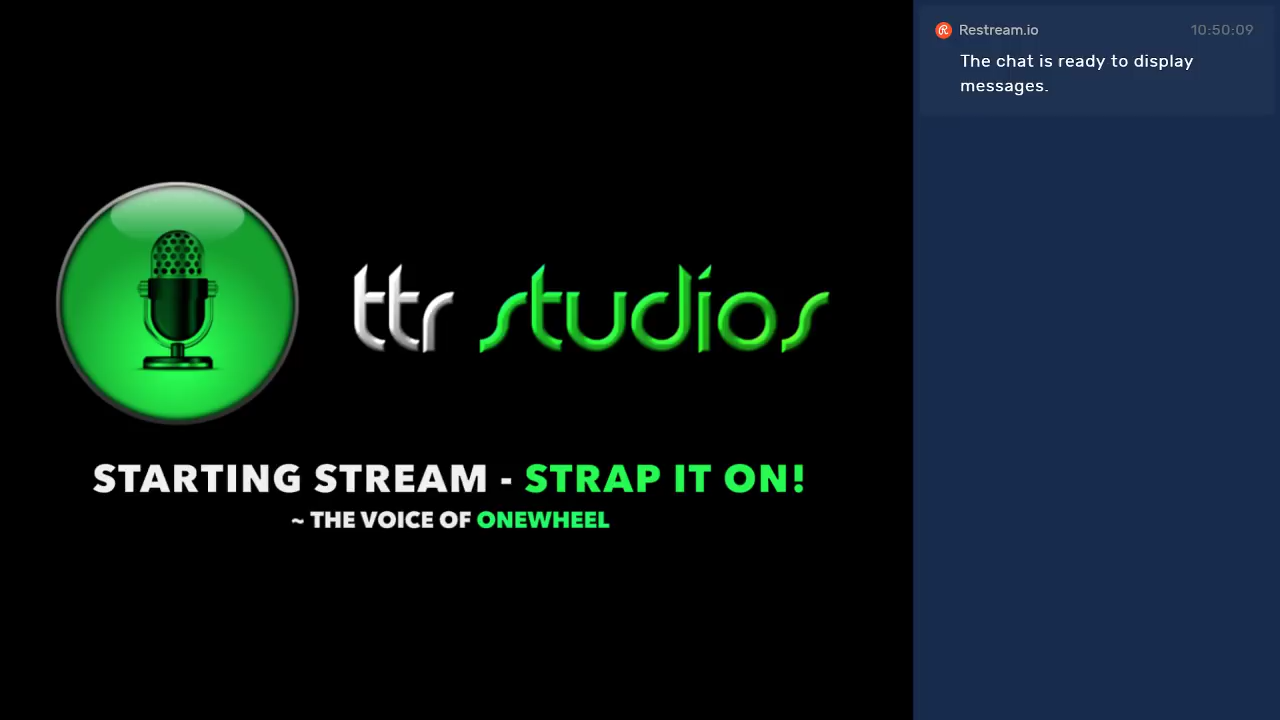 ttr studios
STARTING STREAM - STRAP IT ON!
~ THE VOICE OF ONEWHEEL
Restream.io 10:50:09
The chat is ready to display
messages.